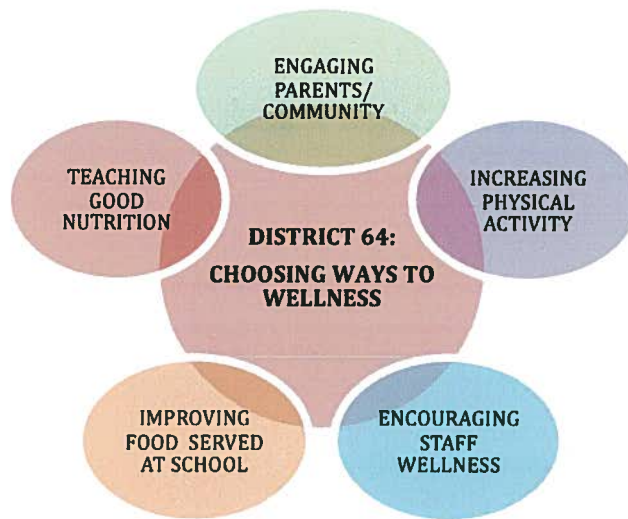 ENGAGING
PARENTS/
COMMUNITY
TEACHING
GOOD
NUTRITION
INCREASING
PHYSICAL
ACTIVITY
DISTRICT 64:
CHOOSING WAYS TO
WELLNESS
IMPROVING
FOOD SERVED
AT SCHOOL
ENCOURAGING
STAFF
WELLNESS